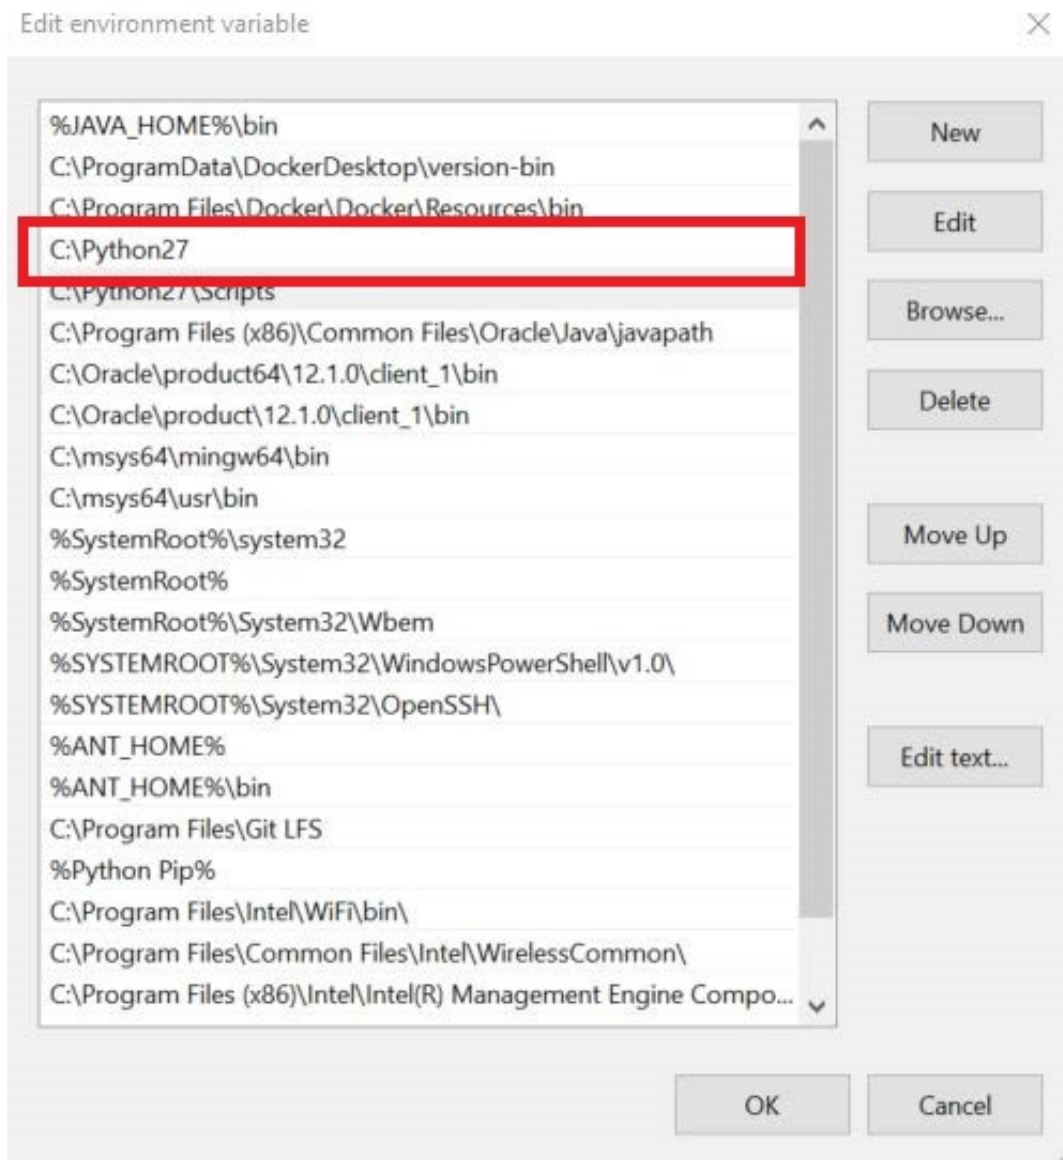 Edit environment variable
%JAVA_HOME%\bin
New
C:\ProgramData\DockerDesktop\version-bin
C:\Program Files\Docker\Docker\Resources\bin
Edit
C:\Python27
C:\Python27\Scripts
Browse...
C:\Program Files (x86)\Common Files\Oracle\Java\javapath
C:\Oracle\product64\12.1.0\client_1\bin
Delete
C:\Oracle\product\12.1.0\client_1\bin
C:\msys64\mingw64\bin
C:\msys64\usr\bin
%SystemRoot%\system32
Move Up
%SystemRoot%
%SystemRoot%\System32\Wbem
Move Down
%SYSTEMROOT%\System32\WindowsPowerShell\v1.0\
%SYSTEMROOT%\System32\OpenSSH\
%ANT_HOME%
Edit text...
%ANT_HOME%\bin
C:\Program Files\Git LFS
%Python Pip%
C:\Program Files\Intel\WiFi\bin\
C:\Program Files\Common Files\Intel\WirelessCommon\
C:\Program Files (x86)\Intel\Intel(R) Management Engine Compo...
OK
Cancel